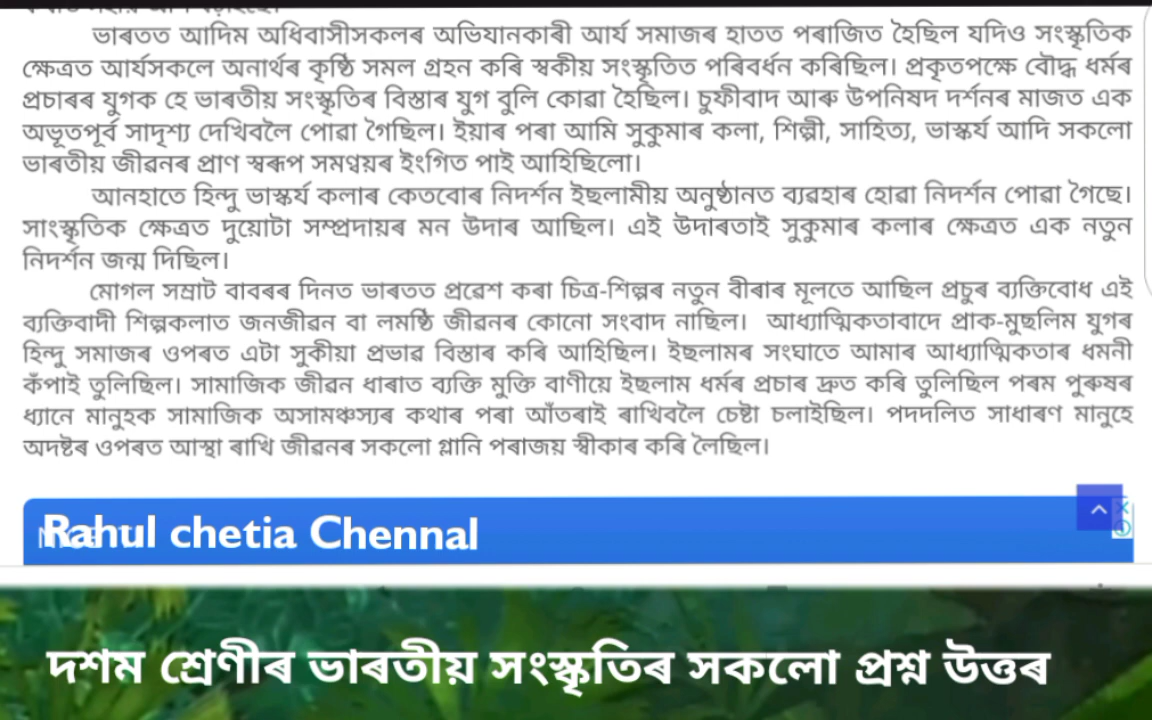 ভাৰতত আদিম অধিবাসীসকলৰ অভিযানকাৰী আৰ্য সমাজৰ হাতত পৰাজিত হৈছিল যদিও সংস্কৃতিক
ক্ষেত্ৰত আৰ্যসকলে অনাৰ্থৰ কৃষ্ঠি সমল গ্ৰহন কৰি স্বকীয় সংস্কৃতিত পৰিবৰ্ধন কৰিছিল। প্ৰকৃতপক্ষে বৌদ্ধ ধৰ্মৰ
প্ৰচাৰৰ যুগক হে ভাৰতীয় সংস্কৃতিৰ বিস্তাৰ যুগ বুলি কোৱা হৈছিল। চুফীবাদ আৰু উপনিষদ দৰ্শনৰ মাজত এক
অভূতপূৰ্ব সাদৃশ্য দেখিবলৈ পোৱা গৈছিল। ইয়াৰ পৰা আমি সুকুমাৰ কলা, শিল্পী, সাহিত্য, ভাস্কৰ্য আদি সকলো
ভাৰতীয় জীৱনৰ প্ৰাণ স্বৰূপ সমণ্বয়ৰ ইংগিত পাই আহিছিলো।
আনহাতে হিন্দু ভাস্কৰ্য কলাৰ কেতবোৰ নিদৰ্শন ইছলামীয় অনুষ্ঠানত ব্যৱহাৰ হোৱা নিদৰ্শন পোৱা গৈছে।
সাংস্কৃতিক ক্ষেত্ৰত দুয়োটা সম্প্ৰদায়ৰ মন উদাৰ আছিল। এই উদাৰতাই সুকুমাৰ কলাৰ ক্ষেত্ৰত এক নতুন
নিদৰ্শন জন্ম দিছিল।
মোগল সম্ৰাট বাবৰৰ দিনত ভাৰতত প্ৰৱেশ কৰা চিত্ৰ-শিল্পৰ নতুন বীৰাৰ মূলতে আছিল প্ৰচুৰ ব্যক্তিবোধ এই
ব্যক্তিবাদী শিল্পকলাত জনজীৱন বা লমষ্ঠি জীৱনৰ কোনো সংবাদ নাছিল। আধ্যাত্মিকতাবাদে প্ৰাক-মুছলিম যুগৰ
হিন্দু সমাজৰ ওপৰত এটা সুকীয়া প্ৰভাৱ বিস্তাৰ কৰি আহিছিল। ইছলামৰ সংঘাতে আমাৰ আধ্যাত্মিকতাৰ ধমনী
কঁপাই তুলিছিল। সামাজিক জীৱন ধাৰাত ব্যক্তি মুক্তি বাণীয়ে ইছলাম ধৰ্মৰ প্ৰচাৰ দ্ৰুত কৰি তুলিছিল পৰম পুৰুষৰ
ধ্যানে মানুহক সামাজিক অসামঞ্চস্যৰ কথাৰ পৰা আঁতৰাই ৰাখিবলৈ চেষ্টা চলাইছিল। পদদলিত সাধাৰণ মানুহে
অদষ্টৰ ওপৰত আস্থা ৰাখি জীৱনৰ সকলো গ্লানি পৰাজয় স্বীকাৰ কৰি লৈছিল।
Rahul chetia Chennal
দশম শ্ৰেণীৰ ভাৰতীয় সংস্কৃতিৰ সকলো প্ৰশ্ন উত্তৰ